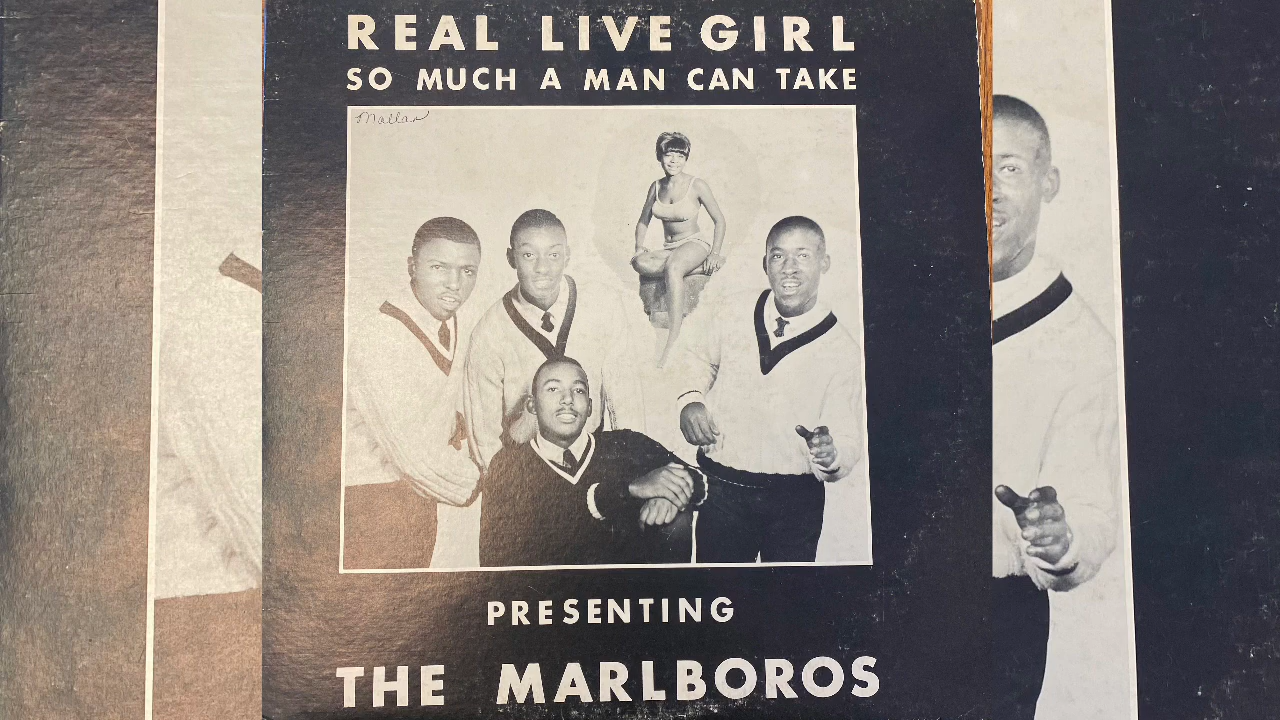 REAL LIVE GIRL
SO MUCH A MAN CAN TAKE
PRESENTING
THE MARLBOROS